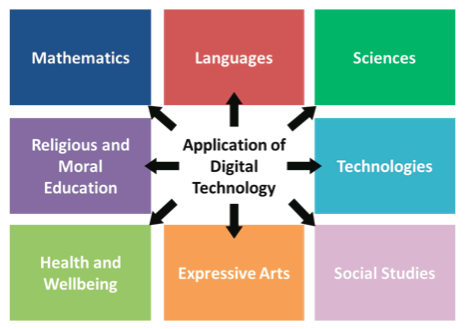 Mathematics
Languages
Sciences
Religious and
Moral
Education
Application of
Digital
Technology
Technologies
Health and
Wellbeing
Expressive Arts
Social Studies